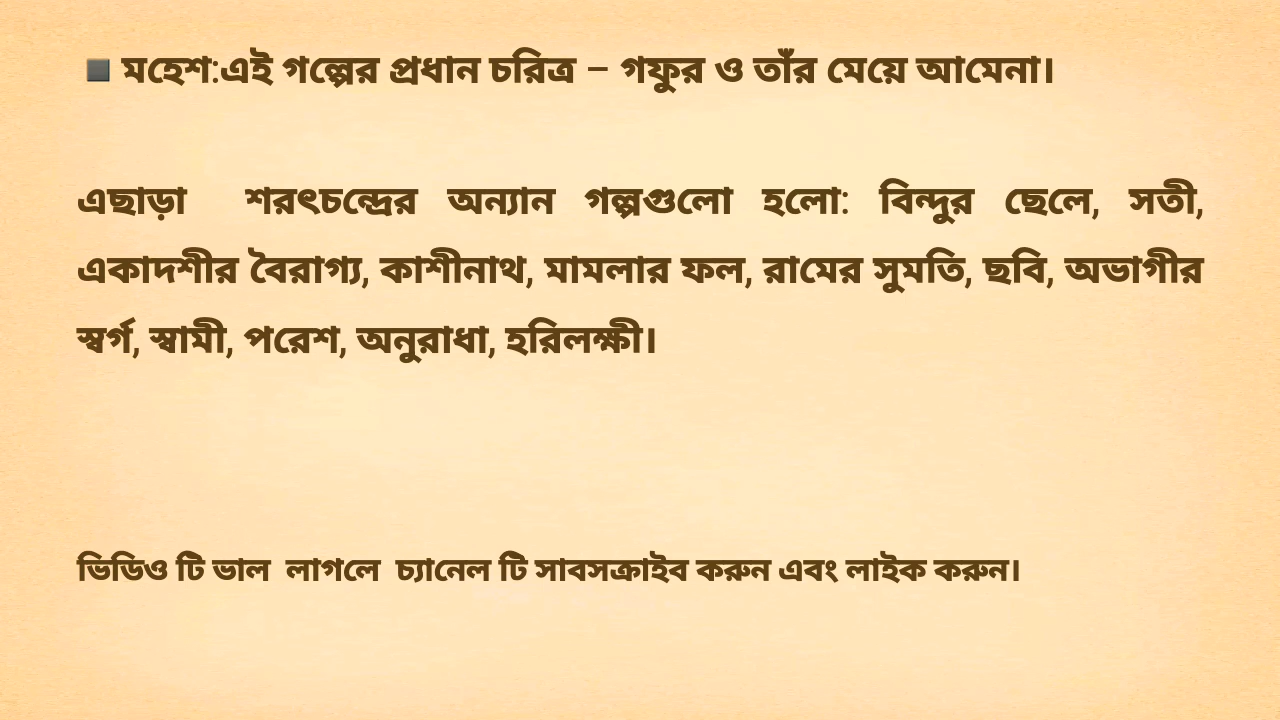 মহেশ:এই গল্পের প্রধান চরিত্র – গফুর ও তাঁর মেয়ে আমেনা।
এছাড়া শরৎচন্দ্রের অন্যান গল্পগুলো হলো: বিন্দুর ছেলে, সতী,
একাদশীর বৈরাগ্য, কাশীনাথ, মামলার ফল, রামের সুমতি, ছবি, অভাগীর
স্বর্গ, স্বামী, পরেশ, অনুরাধা, হরিলক্ষী।
ভিডিও টি ভাল লাগলে চ্যানেল টি সাবসক্রাইব করুন এবং লাইক করুন।